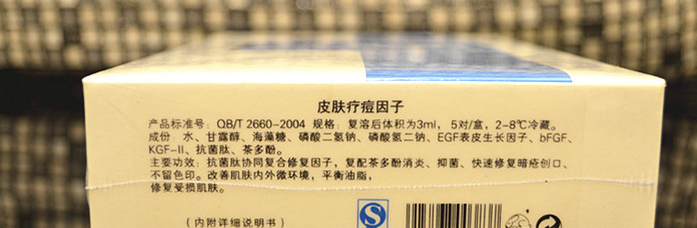 皮肤疗痘因子
产品标准号: QB/T 2660-2004 规格: 复溶后体积为3ml, 5对/盒, 2-8℃冷藏。
成份 水、甘露醇、海藻糖、磷酸二氢钠、磷酸氢二钠、EGF表皮生长因子、bFGF、
KGF-II、抗菌肽、茶多酚。
主要功效: 抗菌肽协同复合修复因子, 复配茶多酚消炎、抑菌、快速修复暗疮创口、
不留色印。改善肌肤内外微环境, 平衡油脂,
修复受损肌肤。
(内附详细说明书)